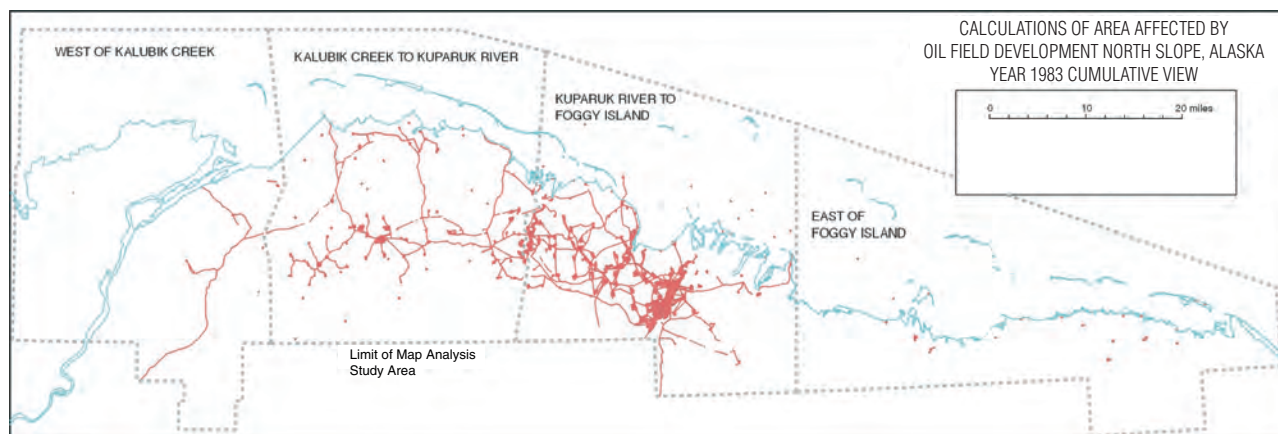 CALCULATIONS OF AREA AFFECTED BY
OIL FIELD DEVELOPMENT NORTH SLOPE, ALASKA
YEAR 1983 CUMULATIVE VIEW
0 10 20 miles
WEST OF KALUBIK CREEK
KALUBIK CREEK TO KUPARUK RIVER
KUPARUK RIVER TO
FOGGY ISLAND
EAST OF
FOGGY ISLAND
Limit of Map Analysis
Study Area